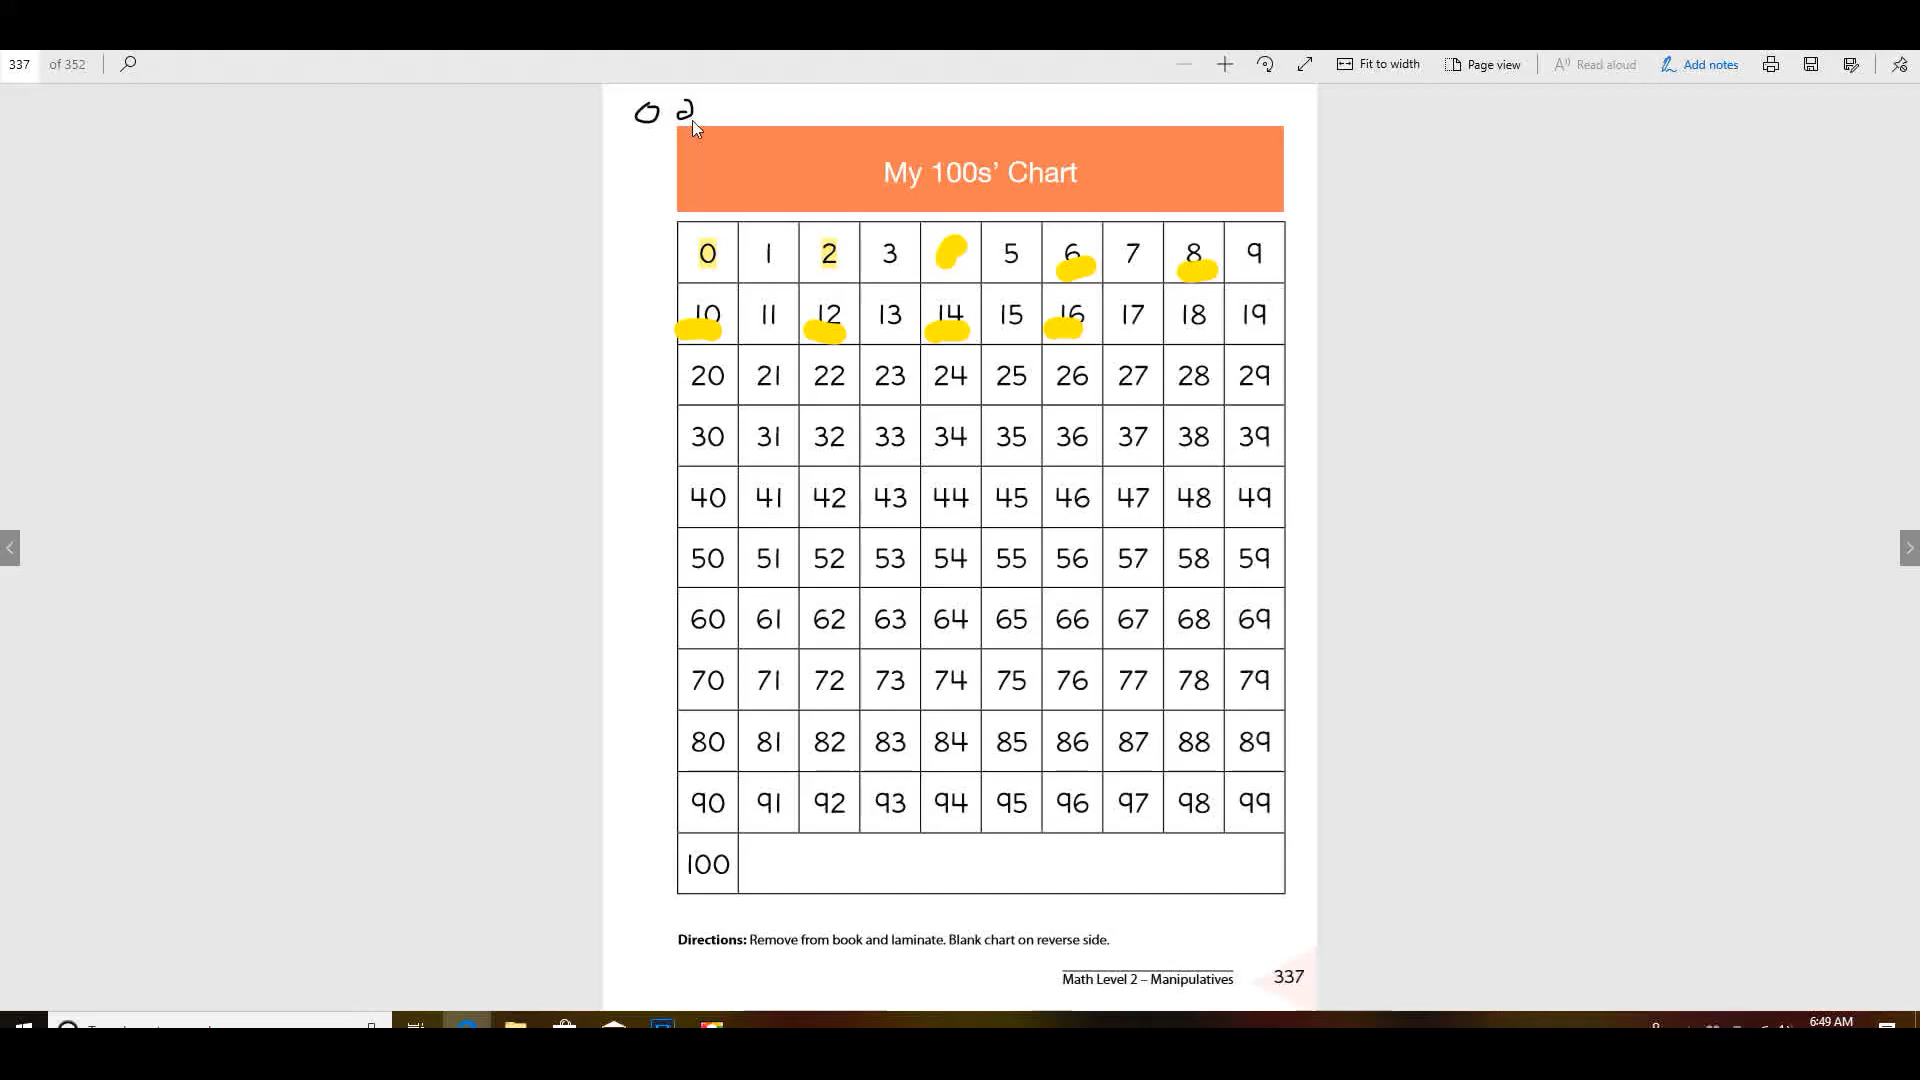 337 of 352 Fit to width Page view Read aloud Add notes
0 2
My 100s' Chart
0 1 2 3 5 6 7 8 9
10 11 12 13 14 15 16 17 18 19
20 21 22 23 24 25 26 27 28 29
30 31 32 33 34 35 36 37 38 39
40 41 42 43 44 45 46 47 48 49
50 51 52 53 54 55 56 57 58 59
60 61 62 63 64 65 66 67 68 69
70 71 72 73 74 75 76 77 78 79
80 81 82 83 84 85 86 87 88 89
90 91 92 93 94 95 96 97 98 99
100
Directions: Remove from book and laminate. Blank chart on reverse side.
Math Level 2 – Manipulatives 337
6:49 AM